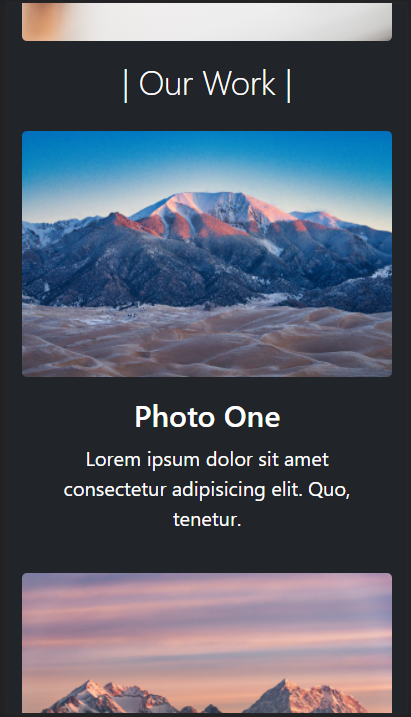 | Our Work |
Photo One
Lorem ipsum dolor sit amet
consectetur adipisicing elit. Quo,
tenetur.